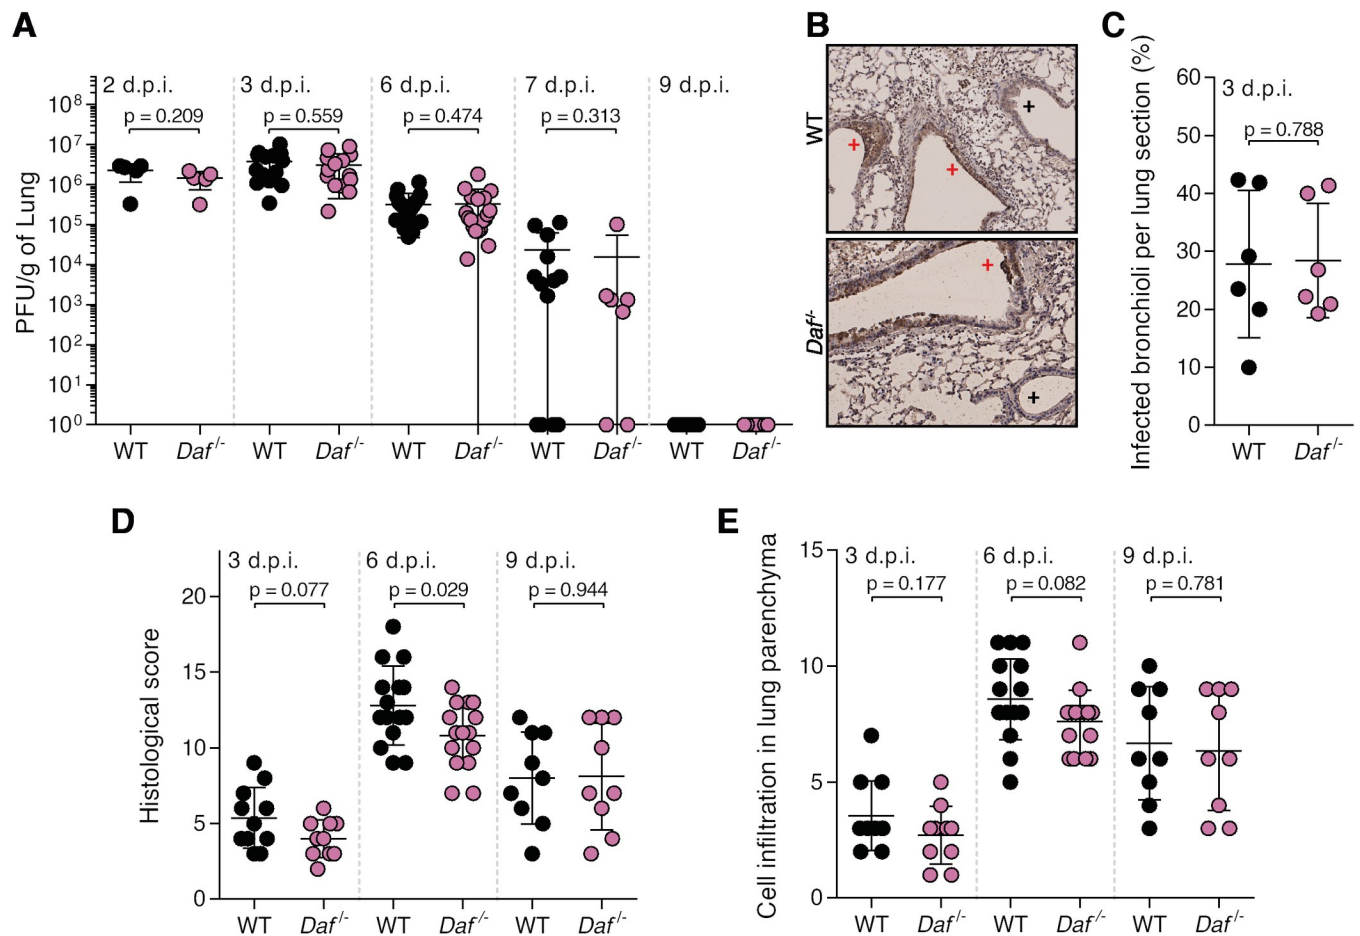 A
2 d.p.i.
3 d.p.i.
6 d.p.i.
7 d.p.i.
9 d.p.i.
p = 0.209
p = 0.559
p = 0.474
p = 0.313
PFU/g of Lung
10⁸
10⁷
10⁶
10⁵
10⁴
10³
10²
10¹
10⁰
WT
Daf⁻/⁻
WT
Daf⁻/⁻
WT
Daf⁻/⁻
WT
Daf⁻/⁻
WT
Daf⁻/⁻
B
WT
Daf⁻/⁻
+
+
+
+
+
C
3 d.p.i.
p = 0.788
Infected bronchioli per lung section (%)
60
50
40
30
20
10
0
WT
Daf⁻/⁻
D
3 d.p.i.
6 d.p.i.
9 d.p.i.
p = 0.077
p = 0.029
p = 0.944
Histological score
20
15
10
5
0
WT
Daf⁻/⁻
WT
Daf⁻/⁻
WT
Daf⁻/⁻
E
3 d.p.i.
6 d.p.i.
9 d.p.i.
p = 0.177
p = 0.082
p = 0.781
Cell infiltration in lung parenchyma
15
10
5
0
WT
Daf⁻/⁻
WT
Daf⁻/⁻
WT
Daf⁻/⁻